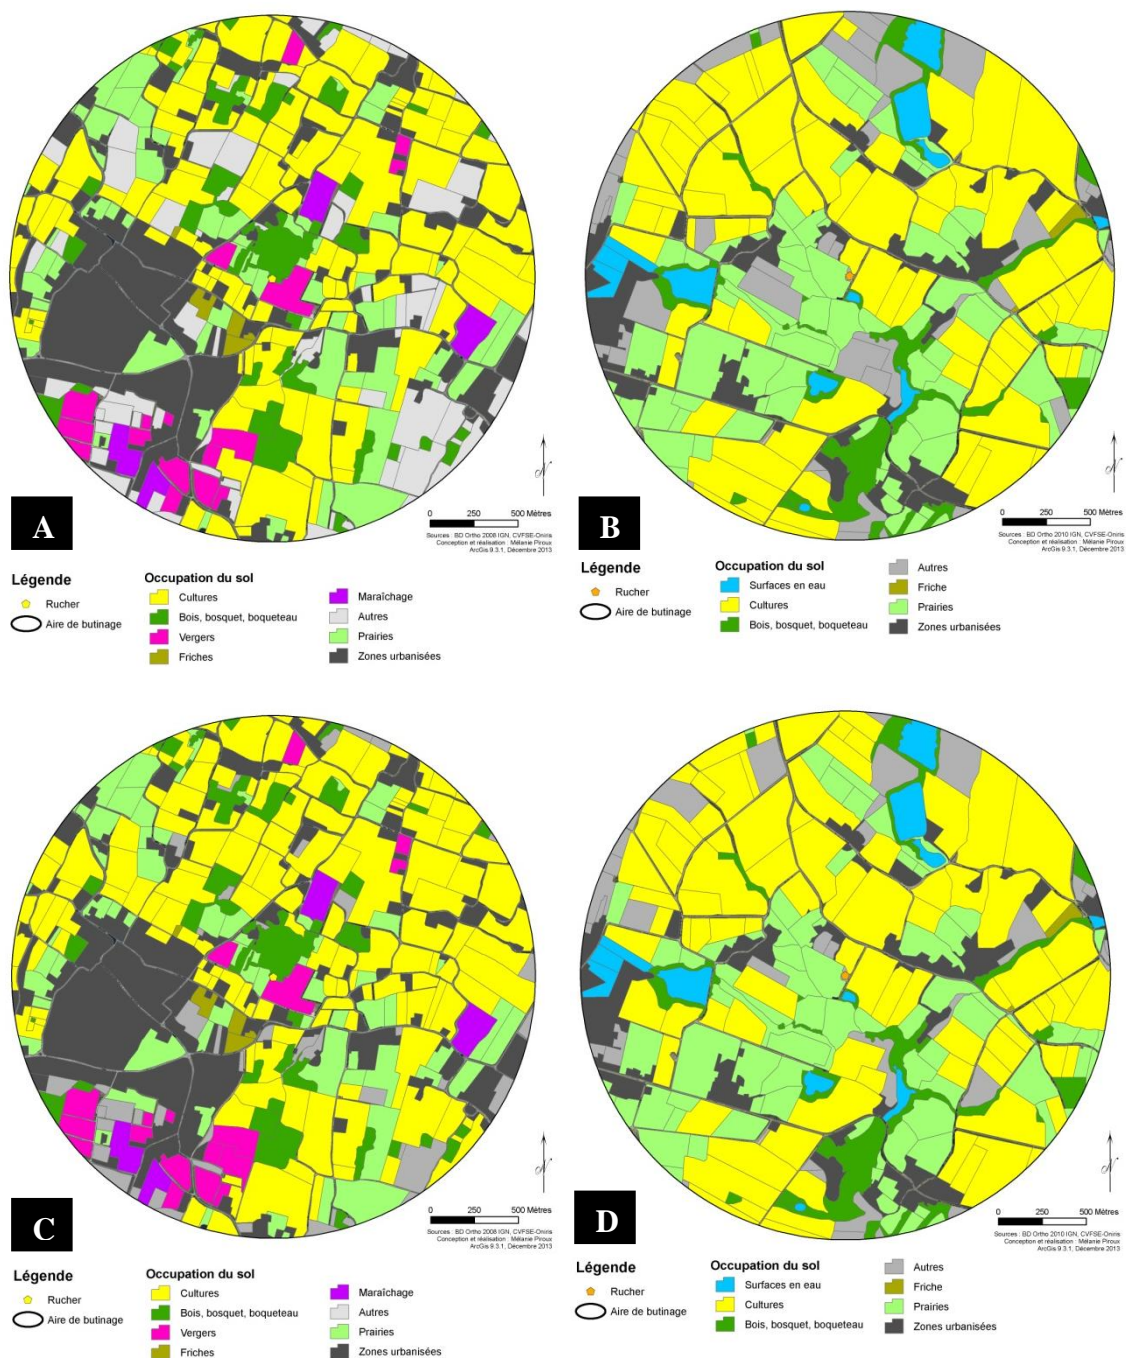 A
N
0 250 500 Mètres
Sources : BD Ortho 2008 IGN, CVFSE-Oniris
Conception et réalisation : Mélanie Piroux
ArcGis 9.3.1, Décembre 2013
Légende
Rucher
Aire de butinage
Occupation du sol
Cultures
Bois, bosquet, boqueteau
Vergers
Friches
Maraîchage
Autres
Prairies
Zones urbanisées
B
N
0 250 500 Mètres
Sources : BD Ortho 2010 IGN, CVFSE-Oniris
Conception et réalisation : Mélanie Piroux
ArcGis 9.3.1, Décembre 2013
Légende
Rucher
Aire de butinage
Occupation du sol
Surfaces en eau
Cultures
Bois, bosquet, boqueteau
Autres
Friche
Prairies
Zones urbanisées
C
N
0 250 500 Mètres
Sources : BD Ortho 2008 IGN, CVFSE-Oniris
Conception et réalisation : Mélanie Piroux
ArcGis 9.3.1, Décembre 2013
Légende
Rucher
Aire de butinage
Occupation du sol
Cultures
Bois, bosquet, boqueteau
Vergers
Friches
Maraîchage
Autres
Prairies
Zones urbanisées
D
N
0 250 500 Mètres
Sources : BD Ortho 2010 IGN, CVFSE-Oniris
Conception et réalisation : Mélanie Piroux
ArcGis 9.3.1, Décembre 2013
Légende
Rucher
Aire de butinage
Occupation du sol
Surfaces en eau
Cultures
Bois, bosquet, boqueteau
Autres
Friche
Prairies
Zones urbanisées